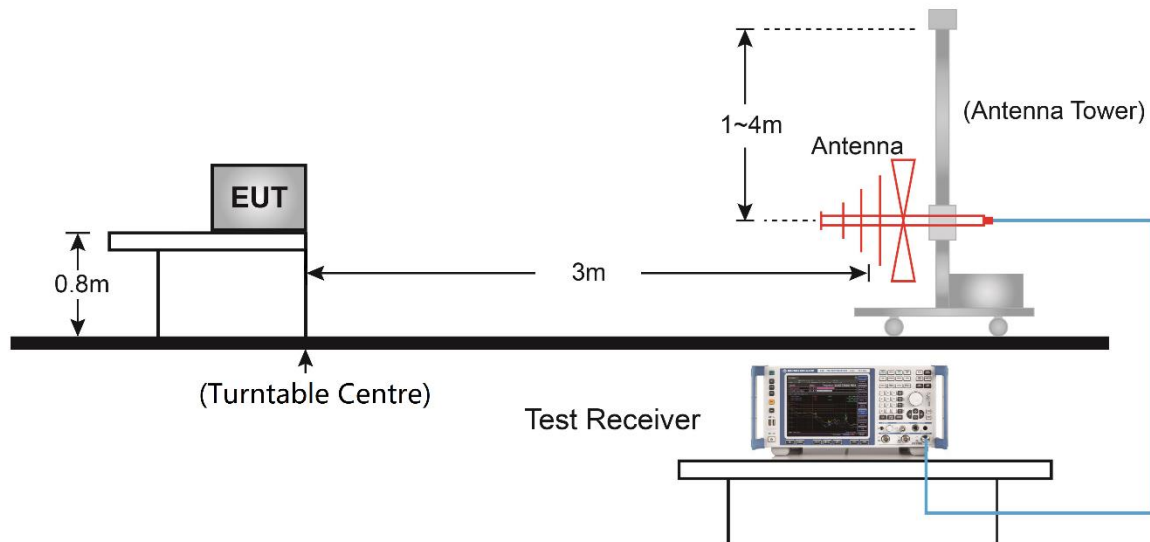 1~4m
(Antenna Tower)
Antenna
EUT
0.8m
3m
(Turntable Centre)
Test Receiver